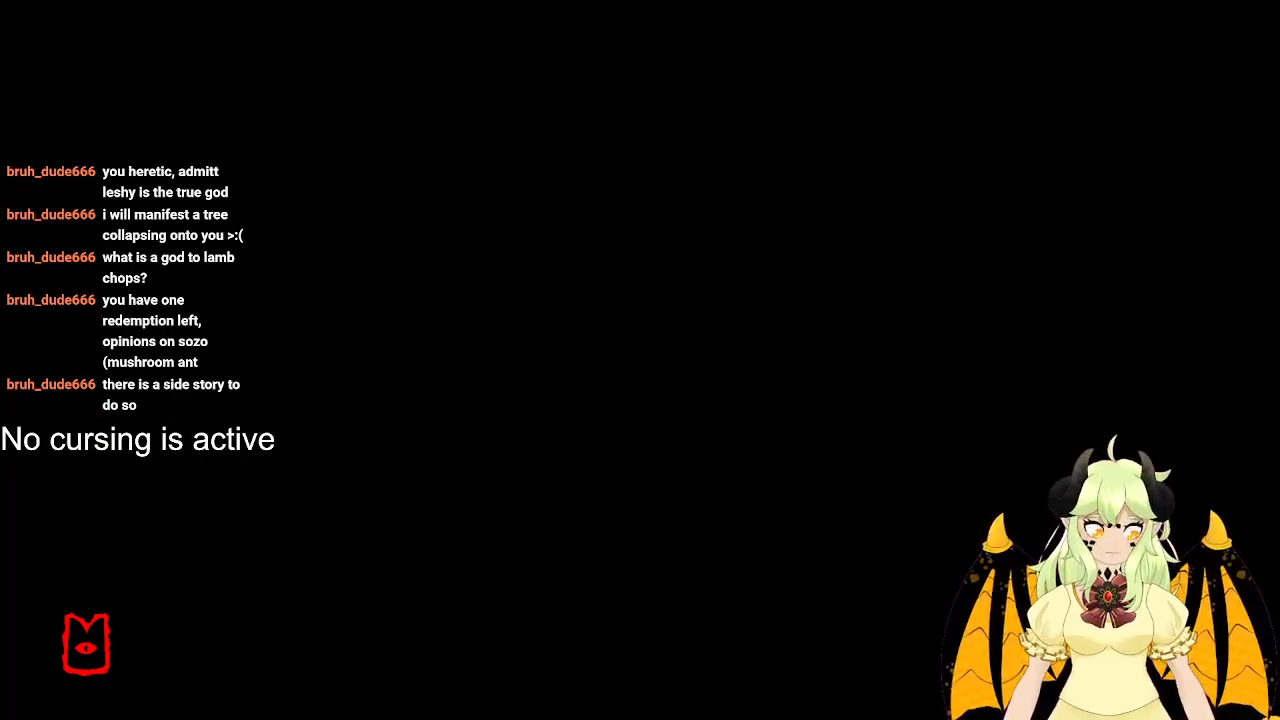 bruh_dude666 you heretic, admitt
leshy is the true god
bruh_dude666 i will manifest a tree
collapsing onto you >:(
bruh_dude666 what is a god to lamb
chops?
bruh_dude666 you have one
redemption left,
opinions on sozo
(mushroom ant
bruh_dude666 there is a side story to
do so
No cursing is active